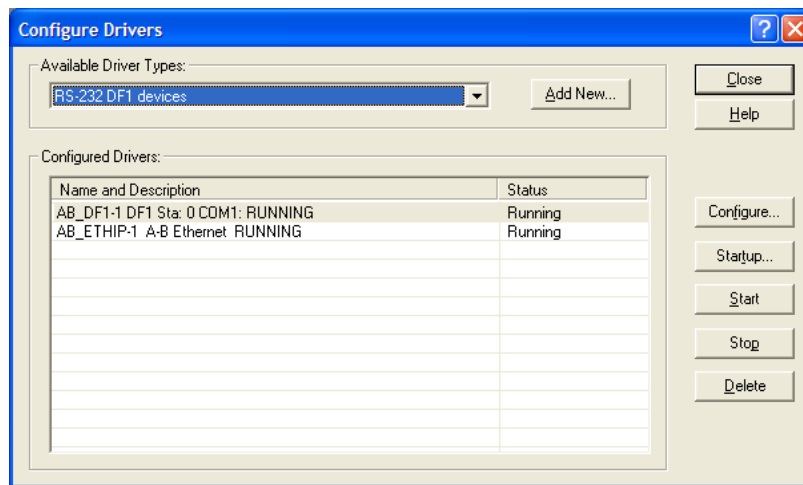 Configure Drivers
?
Available Driver Types:
RS-232 DF1 devices
Add New...
Close
Help
Configured Drivers:
Name and Description Status
AB_DF1-1 DF1 Sta: 0 COM1: RUNNING Running
AB_ETHIP-1 A-B Ethernet RUNNING Running
Configure...
Startup...
Start
Stop
Delete